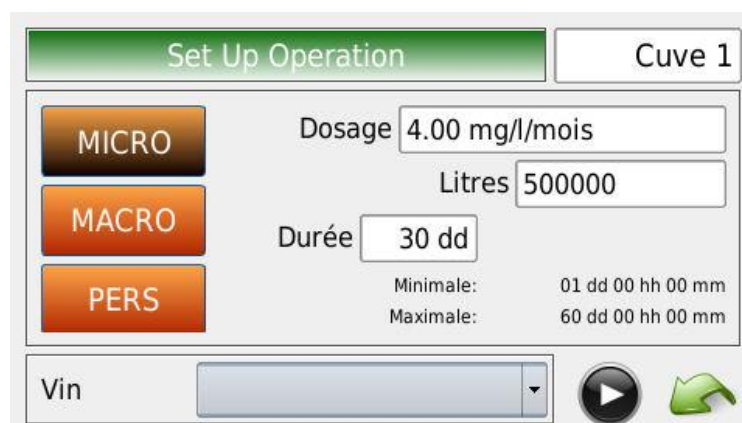 Set Up Operation Cuve 1
MICRO
Dosage 4.00 mg/l/mois
Litres 500000
MACRO
Durée 30 dd
PERS
Minimale: 01 dd 00 hh 00 mm
Maximale: 60 dd 00 hh 00 mm
Vin